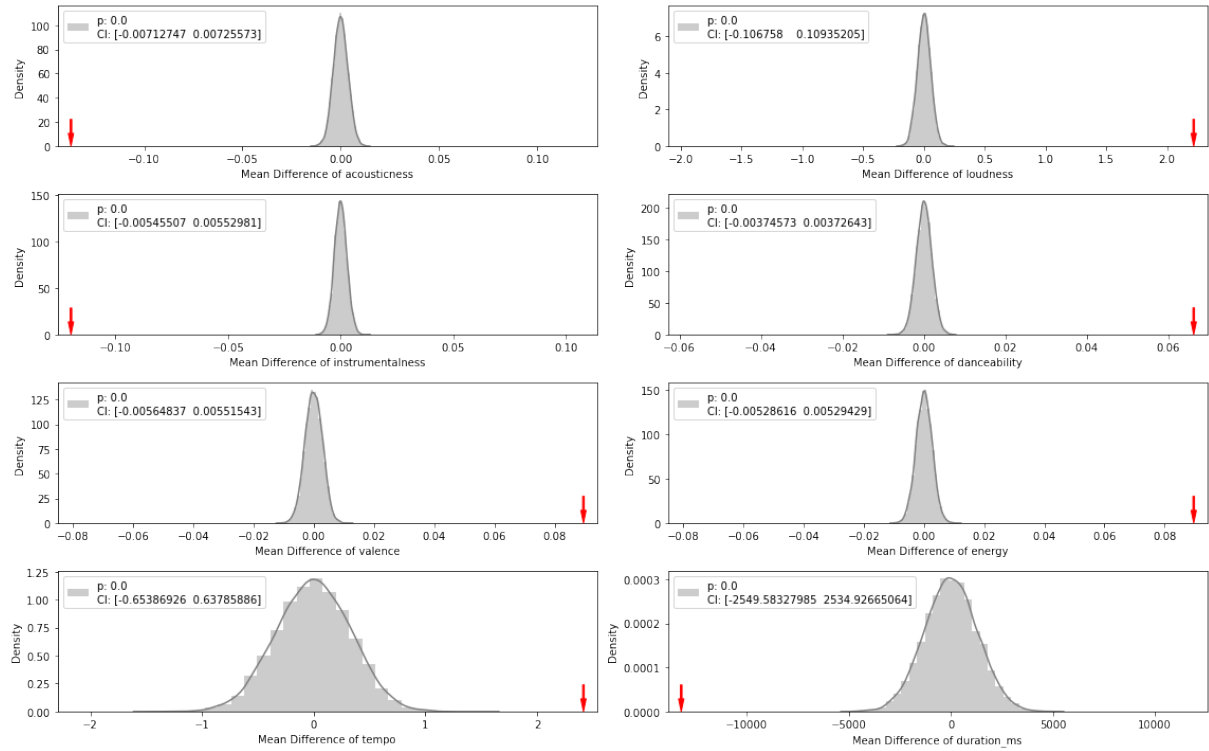 p: 0.0
CI: [-0.00712747 0.00725573]
Density
100
80
60
40
20
0
−0.10 −0.05 0.00 0.05 0.10
Mean Difference of acousticness
p: 0.0
CI: [-0.106758 0.10935205]
Density
6
4
2
0
−2.0 −1.5 −1.0 −0.5 0.0 0.5 1.0 1.5 2.0
Mean Difference of loudness
p: 0.0
CI: [-0.00545507 0.00552981]
Density
150
100
50
0
−0.10 −0.05 0.00 0.05 0.10
Mean Difference of instrumentalness
p: 0.0
CI: [-0.00374573 0.00372643]
Density
200
150
100
50
0
−0.06 −0.04 −0.02 0.00 0.02 0.04 0.06
Mean Difference of danceability
p: 0.0
CI: [-0.00564837 0.00551543]
Density
125
100
75
50
25
0
−0.08 −0.06 −0.04 −0.02 0.00 0.02 0.04 0.06 0.08
Mean Difference of valence
p: 0.0
CI: [-0.00528616 0.00529429]
Density
150
100
50
0
−0.08 −0.06 −0.04 −0.02 0.00 0.02 0.04 0.06 0.08
Mean Difference of energy
p: 0.0
CI: [-0.65386926 0.63785886]
Density
1.25
1.00
0.75
0.50
0.25
0.00
−2 −1 0 1 2
Mean Difference of tempo
p: 0.0
CI: [-2549.58327985 2534.92665064]
Density
0.0003
0.0002
0.0001
0.0000
−10000 −5000 0 5000 10000
Mean Difference of duration_ms